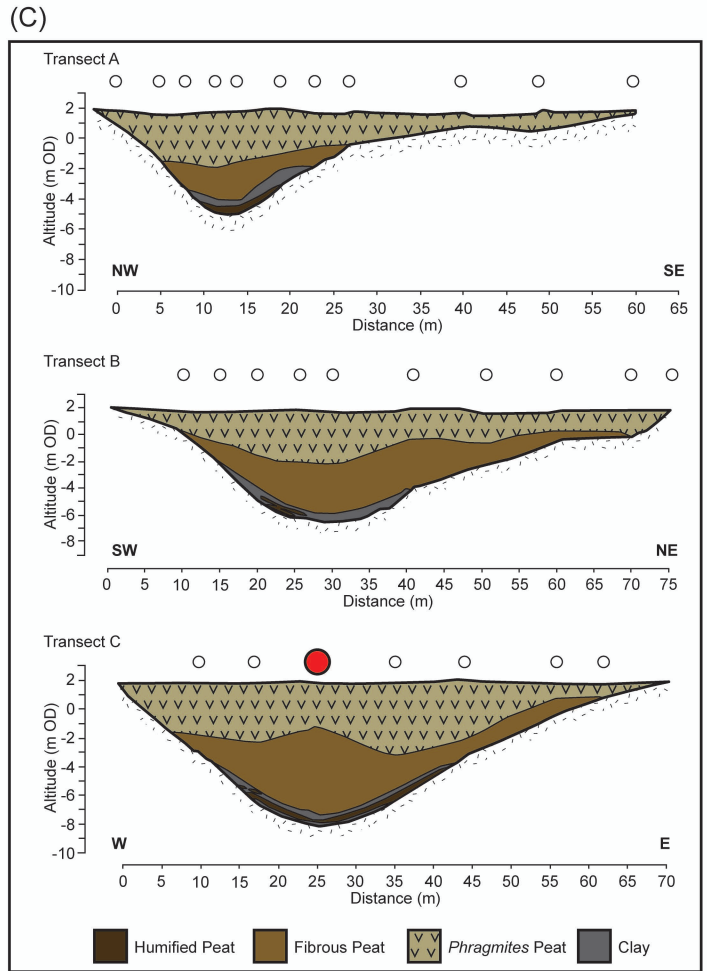 (C)
Transect A
2
0
-2
-4
-6
-8
-10
Altitude (m OD)
NW SE
0 5 10 15 20 25 30 35 40 45 50 55 60 65
Distance (m)
Transect B
2
0
-2
-4
-6
-8
Altitude (m OD)
SW NE
0 5 10 15 20 25 30 35 40 45 50 55 60 65 70 75
Distance (m)
Transect C
2
0
-2
-4
-6
-8
-10
Altitude (m OD)
W E
0 5 10 15 20 25 30 35 40 45 50 55 60 65 70
Distance (m)
Humified Peat Fibrous Peat Phragmites Peat Clay